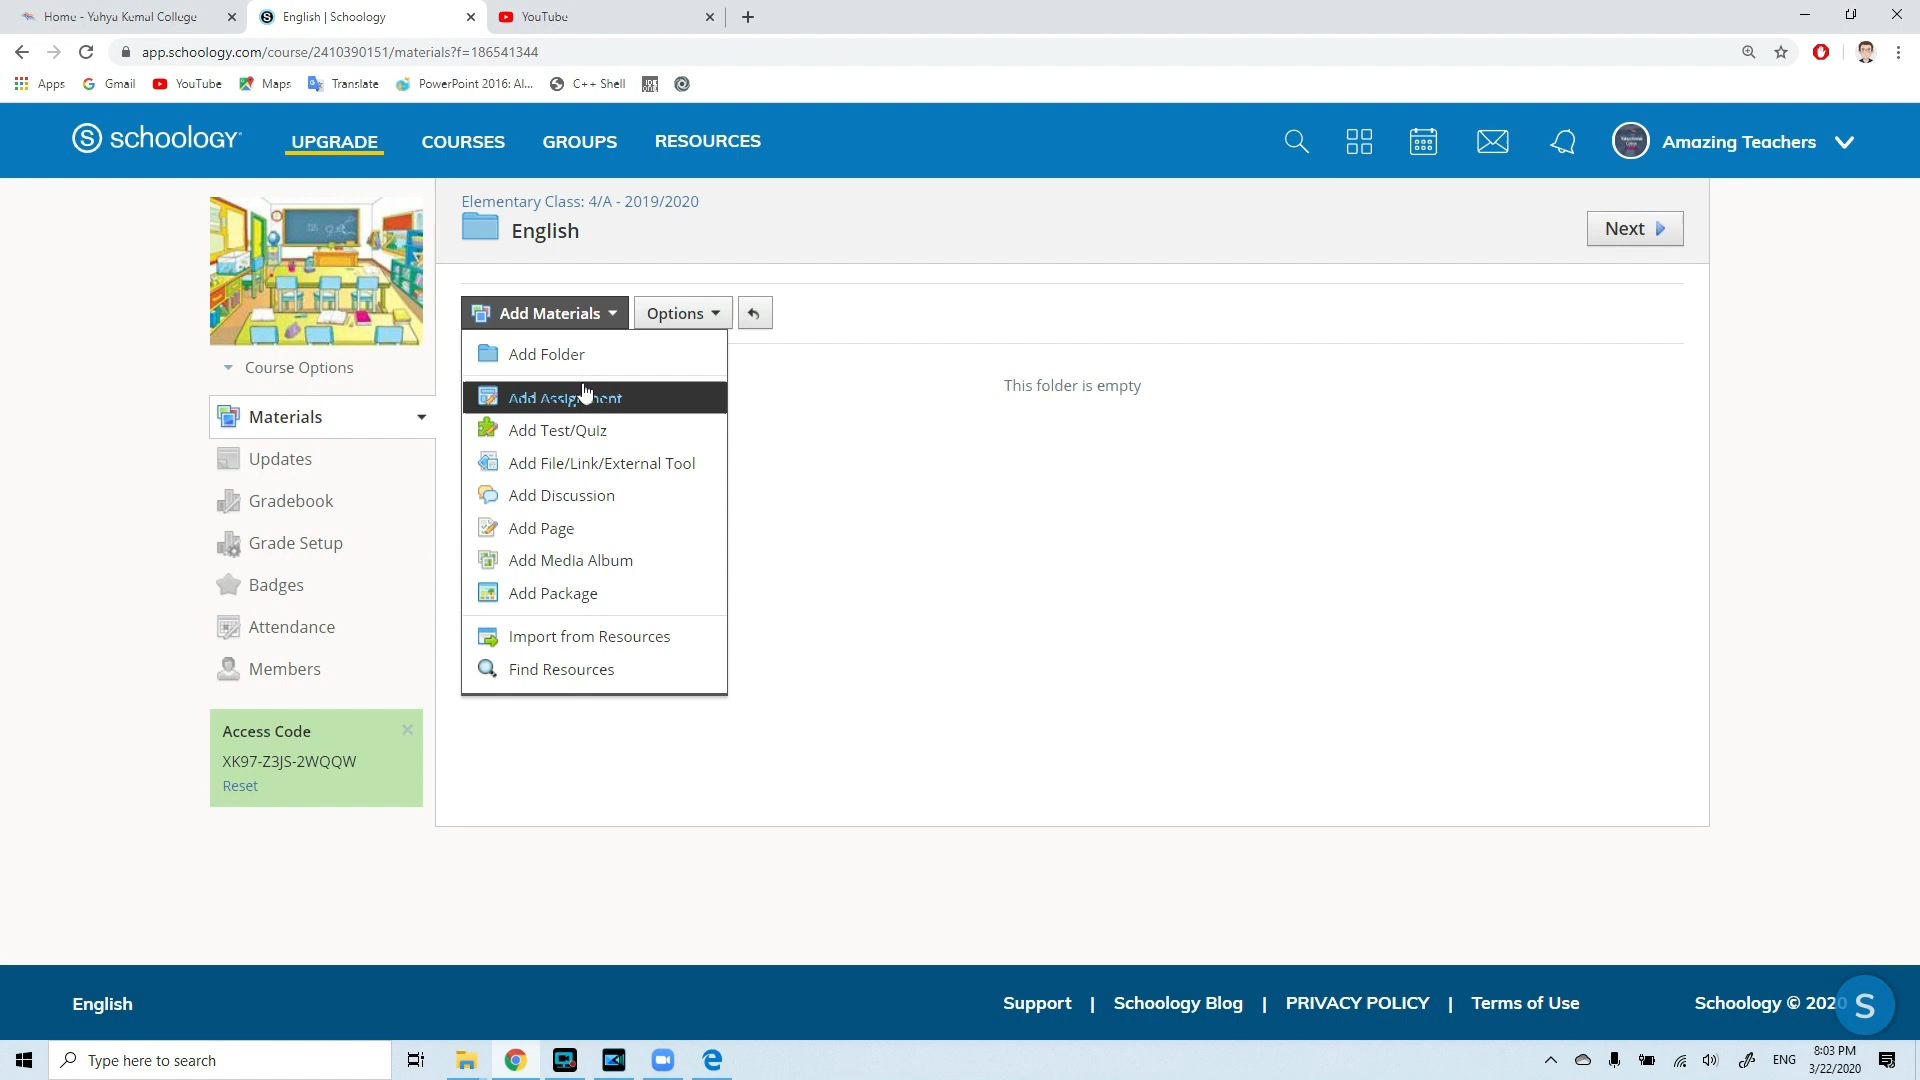 Home - Yahya Kemal College
English | Schoology
YouTube
app.schoology.com/course/2410390151/materials?f=186541344
Apps
Gmail
YouTube
Maps
Translate
PowerPoint 2016: Al...
C++ Shell
schoology
UPGRADE
COURSES
GROUPS
RESOURCES
Amazing Teachers
Elementary Class: 4/A - 2019/2020
English
Next
Add Materials
Options
Add Folder
Add Assignment
Add Test/Quiz
Add File/Link/External Tool
Add Discussion
Add Page
Add Media Album
Add Package
Import from Resources
Find Resources
This folder is empty
Course Options
Materials
Updates
Gradebook
Grade Setup
Badges
Attendance
Members
Access Code
XK97-Z3JS-2WQQW
Reset
English
Support | Schoology Blog | PRIVACY POLICY | Terms of Use
Schoology © 2020
S
Type here to search
ENG
8:03 PM
3/22/2020